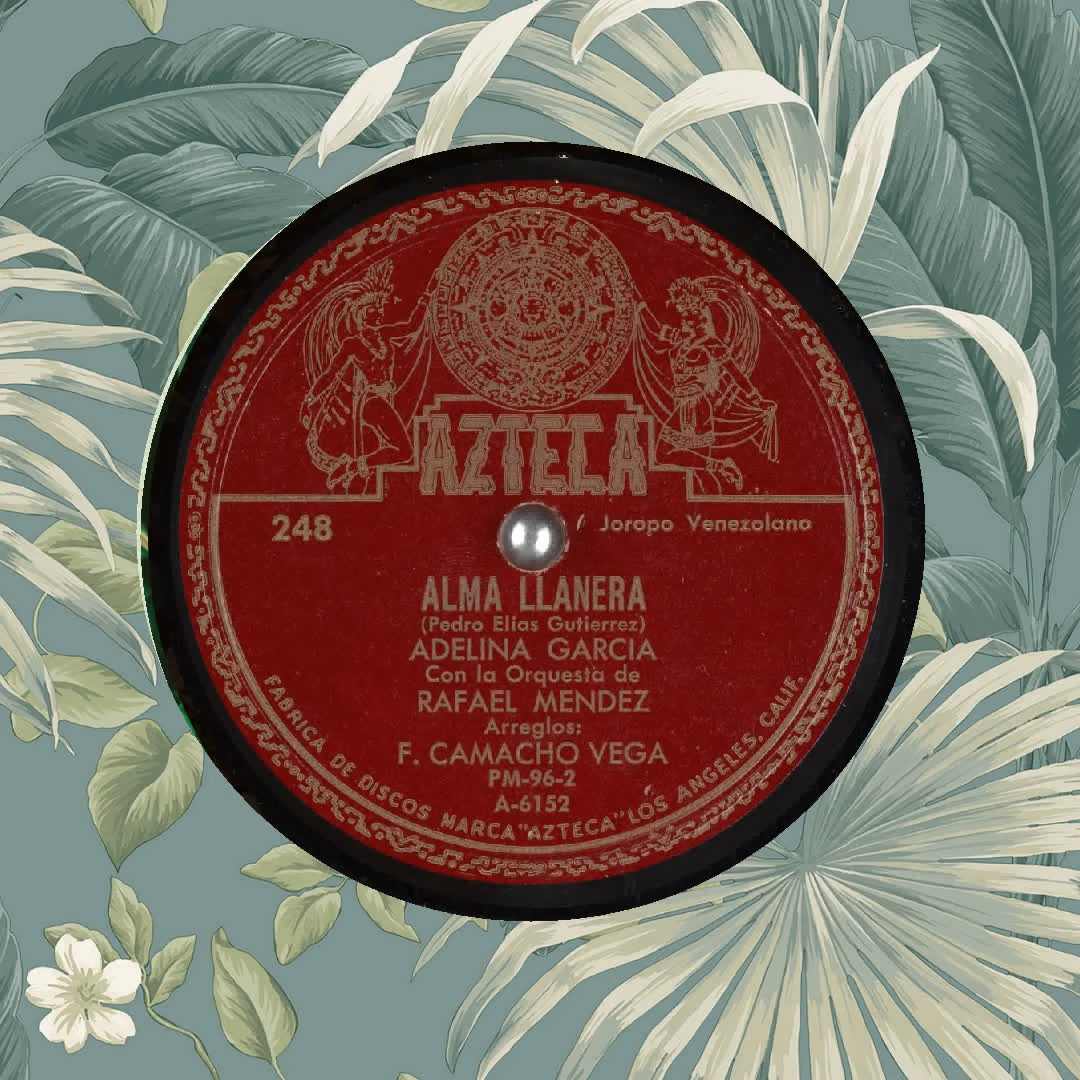 AZTECA
248
Joropo Venezolano
ALMA LLANERA
(Pedro Elias Gutierrez)
ADELINA GARCIA
Con la Orquesta de
RAFAEL MENDEZ
Arreglos:
F. CAMACHO VEGA
PM-96-2
A-6152
FABRICA DE DISCOS MARCA "AZTECA" LOS ANGELES, CALIF.